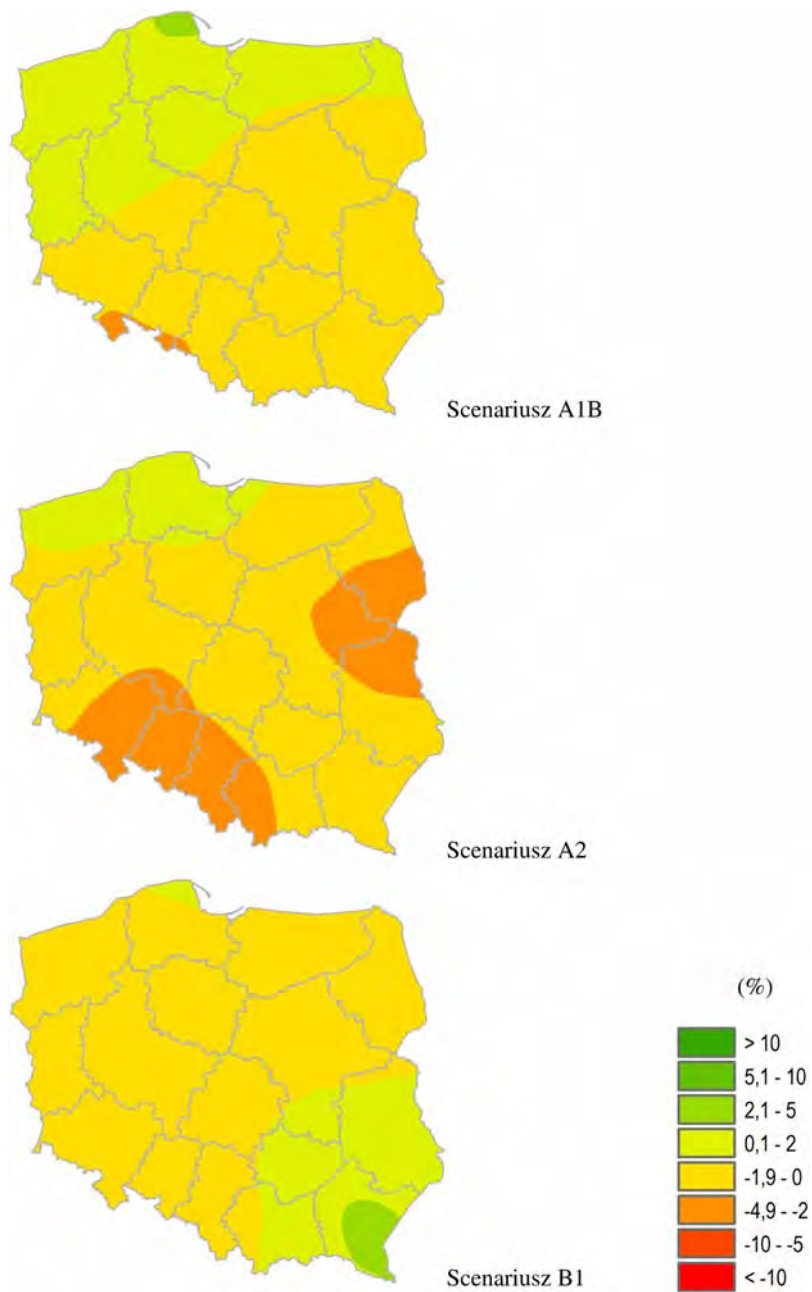 Scenariusz A1B
Scenariusz A2
(%)
> 10
5,1 - 10
2,1 - 5
0,1 - 2
-1,9 - 0
-4,9 - -2
-10 - -5
< -10
Scenariusz B1